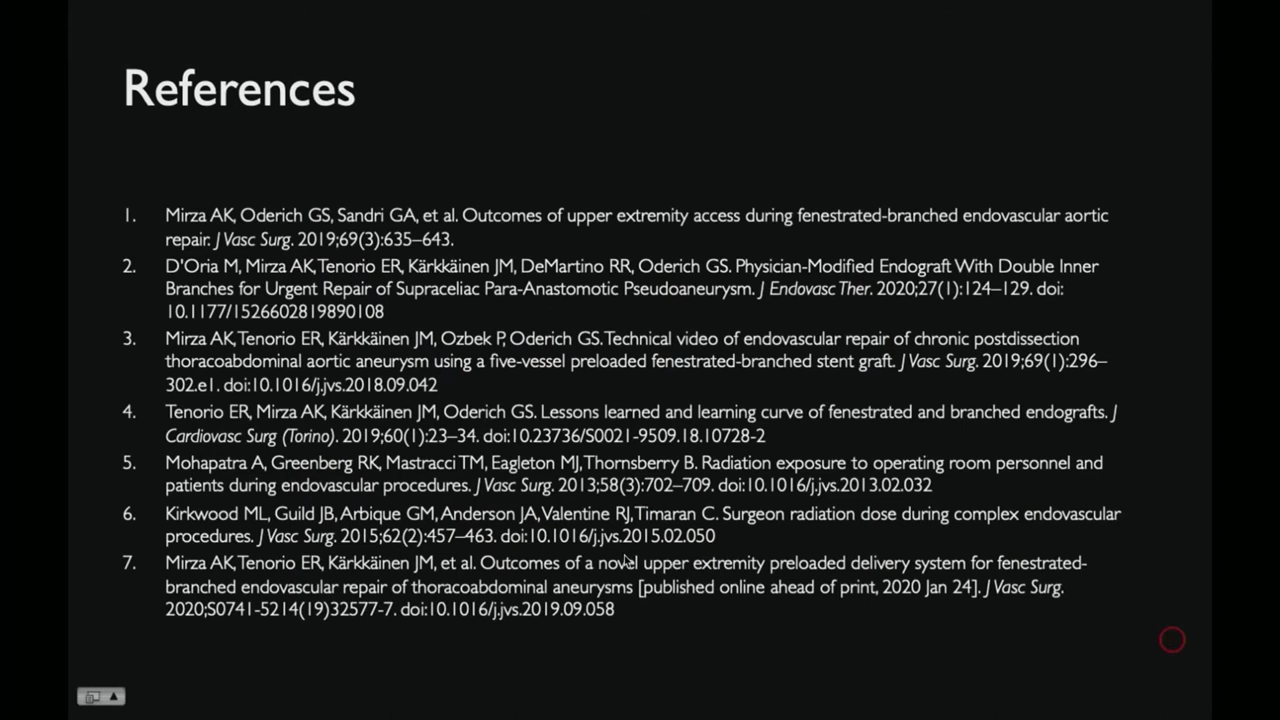 References
1. Mirza AK, Oderich GS, Sandri GA, et al. Outcomes of upper extremity access during fenestrated-branched endovascular aortic
repair. J Vasc Surg. 2019;69(3):635–643.
2. D'Oria M, Mirza AK, Tenorio ER, Kärkkäinen JM, DeMartino RR, Oderich GS. Physician-Modified Endograft With Double Inner
Branches for Urgent Repair of Supraceliac Para-Anastomotic Pseudoaneurysm. J Endovasc Ther. 2020;27(1):124–129. doi:
10.1177/1526602819890108
3. Mirza AK, Tenorio ER, Kärkkäinen JM, Ozbek P, Oderich GS. Technical video of endovascular repair of chronic postdissection
thoracoabdominal aortic aneurysm using a five-vessel preloaded fenestrated-branched stent graft. J Vasc Surg. 2019;69(1):296–
302.e1. doi:10.1016/j.jvs.2018.09.042
4. Tenorio ER, Mirza AK, Kärkkäinen JM, Oderich GS. Lessons learned and learning curve of fenestrated and branched endografts. J
Cardiovasc Surg (Torino). 2019;60(1):23–34. doi:10.23736/S0021-9509.18.10728-2
5. Mohapatra A, Greenberg RK, Mastracci TM, Eagleton MJ, Thornsberry B. Radiation exposure to operating room personnel and
patients during endovascular procedures. J Vasc Surg. 2013;58(3):702–709. doi:10.1016/j.jvs.2013.02.032
6. Kirkwood ML, Guild JB, Arbique GM, Anderson JA, Valentine RJ, Timaran C. Surgeon radiation dose during complex endovascular
procedures. J Vasc Surg. 2015;62(2):457–463. doi:10.1016/j.jvs.2015.02.050
7. Mirza AK, Tenorio ER, Kärkkäinen JM, et al. Outcomes of a novel upper extremity preloaded delivery system for fenestrated-
branched endovascular repair of thoracoabdominal aneurysms [published online ahead of print, 2020 Jan 24]. J Vasc Surg.
2020;S0741-5214(19)32577-7. doi:10.1016/j.jvs.2019.09.058